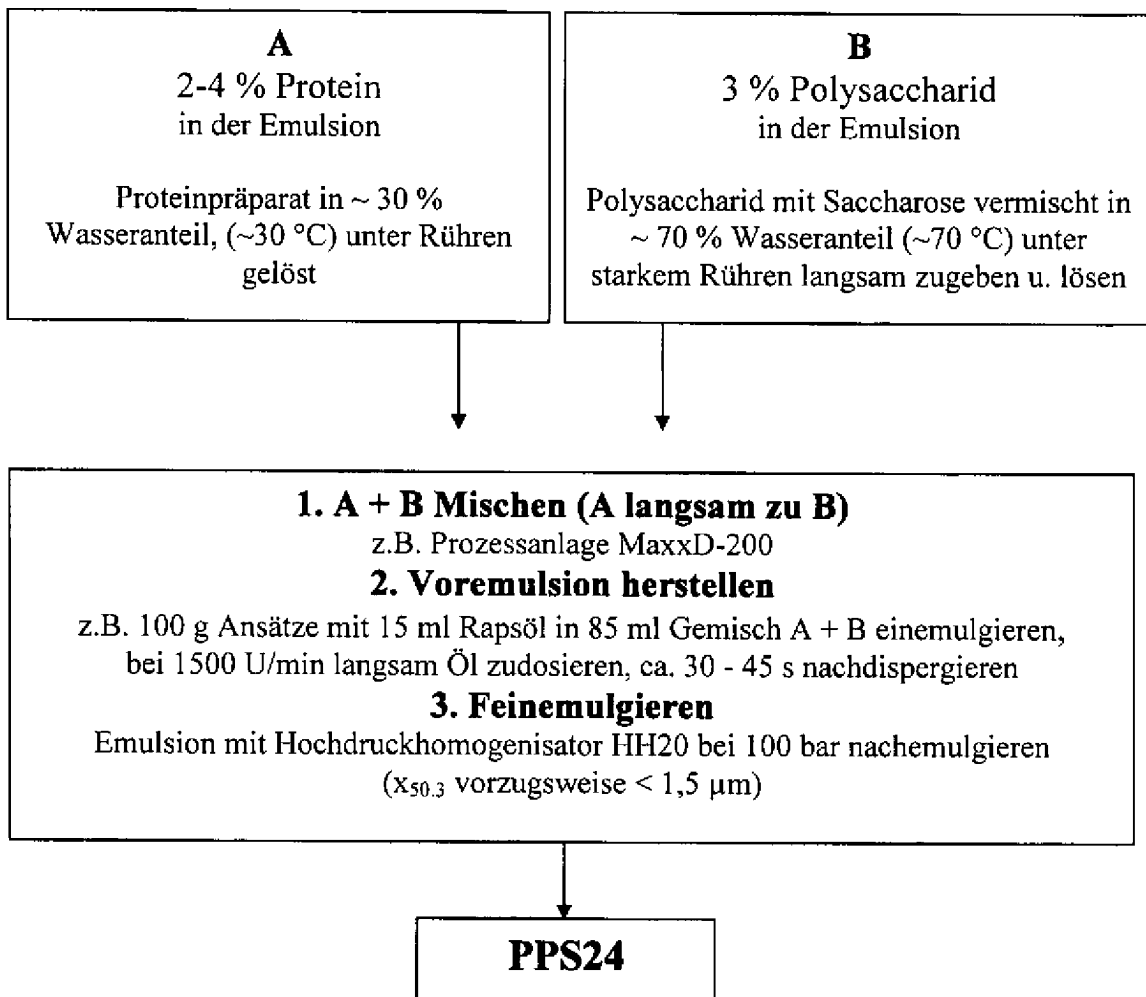 A
2-4 % Protein
in der Emulsion
Proteinpräparat in ~ 30 %
Wasseranteil, (~30 °C) unter Rühren
gelöst
B
3 % Polysaccharid
in der Emulsion
Polysaccharid mit Saccharose vermischt in
~ 70 % Wasseranteil (~70 °C) unter
starkem Rühren langsam zugeben u. lösen
1. A + B Mischen (A langsam zu B)
z.B. Prozessanlage MaxxD-200
2. Voremulsion herstellen
z.B. 100 g Ansätze mit 15 ml Rapsöl in 85 ml Gemisch A + B einemulgieren,
bei 1500 U/min langsam Öl zudosieren, ca. 30 - 45 s nachdispergieren
3. Feinemulgieren
Emulsion mit Hochdruckhomogenisator HH20 bei 100 bar nachemulgieren
(x50.3 vorzugsweise < 1,5 µm)
PPS24